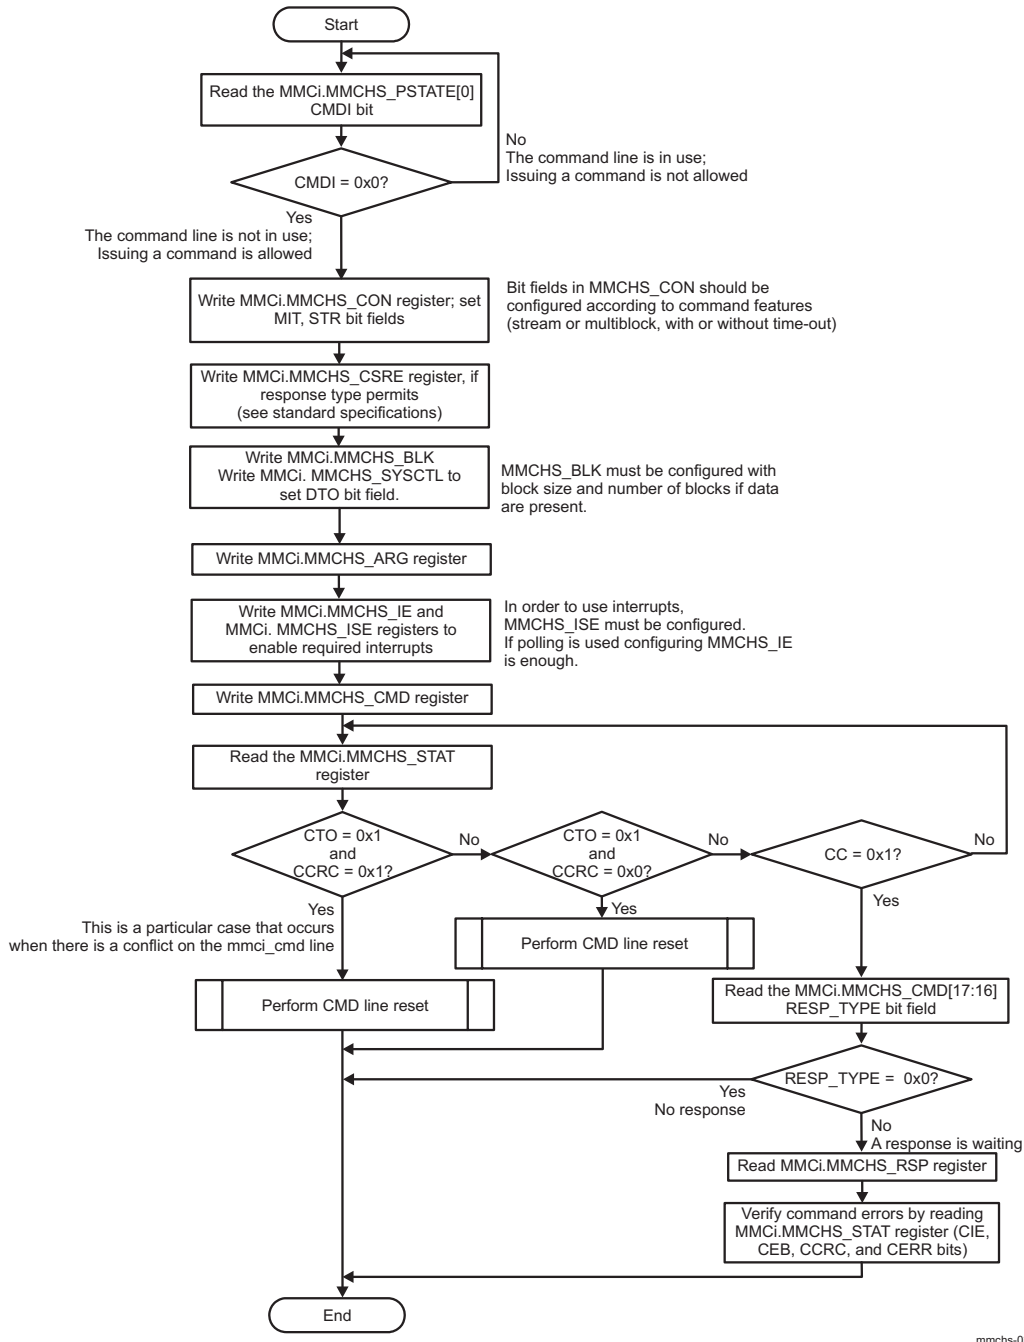 Start
Read the MMCi.MMCHS_PSTATE[0]
CMDI bit
No
The command line is in use;
Issuing a command is not allowed
CMDI = 0x0?
Yes
The command line is not in use;
Issuing a command is allowed
Write MMCi.MMCHS_CON register; set
MIT, STR bit fields
Bit fields in MMCHS_CON should be
configured according to command features
(stream or multiblock, with or without time-out)
Write MMCi.MMCHS_CSRE register, if
response type permits
(see standard specifications)
Write MMCi.MMCHS_BLK
Write MMCi. MMCHS_SYSCTL to
set DTO bit field.
MMCHS_BLK must be configured with
block size and number of blocks if data
are present.
Write MMCi.MMCHS_ARG register
Write MMCi.MMCHS_IE and
MMCi. MMCHS_ISE registers to
enable required interrupts
In order to use interrupts,
MMCHS_ISE must be configured.
If polling is used configuring MMCHS_IE
is enough.
Write MMCi.MMCHS_CMD register
Read the MMCi.MMCHS_STAT
register
CTO = 0x1
and
CCRC = 0x1?
No
CTO = 0x1
and
CCRC = 0x0?
No
CC = 0x1?
No
Yes
This is a particular case that occurs
when there is a conflict on the mmci_cmd line
Yes
Yes
Perform CMD line reset
Perform CMD line reset
Read the MMCi.MMCHS_CMD[17:16]
RESP_TYPE bit field
RESP_TYPE = 0x0?
Yes
No response
No
A response is waiting
Read MMCi.MMCHS_RSP register
Verify command errors by reading
MMCi.MMCHS_STAT register (CIE,
CEB, CCRC, and CERR bits)
End
mmchs-0